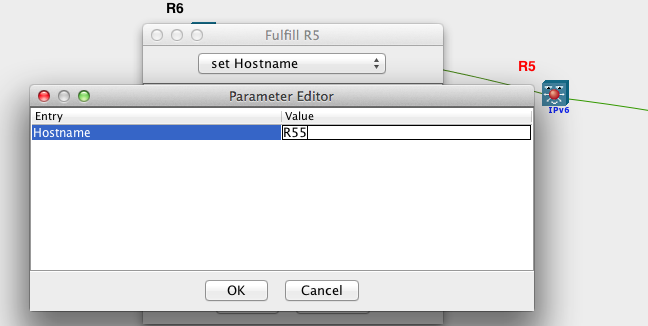 R6
Fulfill R5
set Hostname
R5
IPv6
Parameter Editor
Entry Value
Hostname R55
OK Cancel